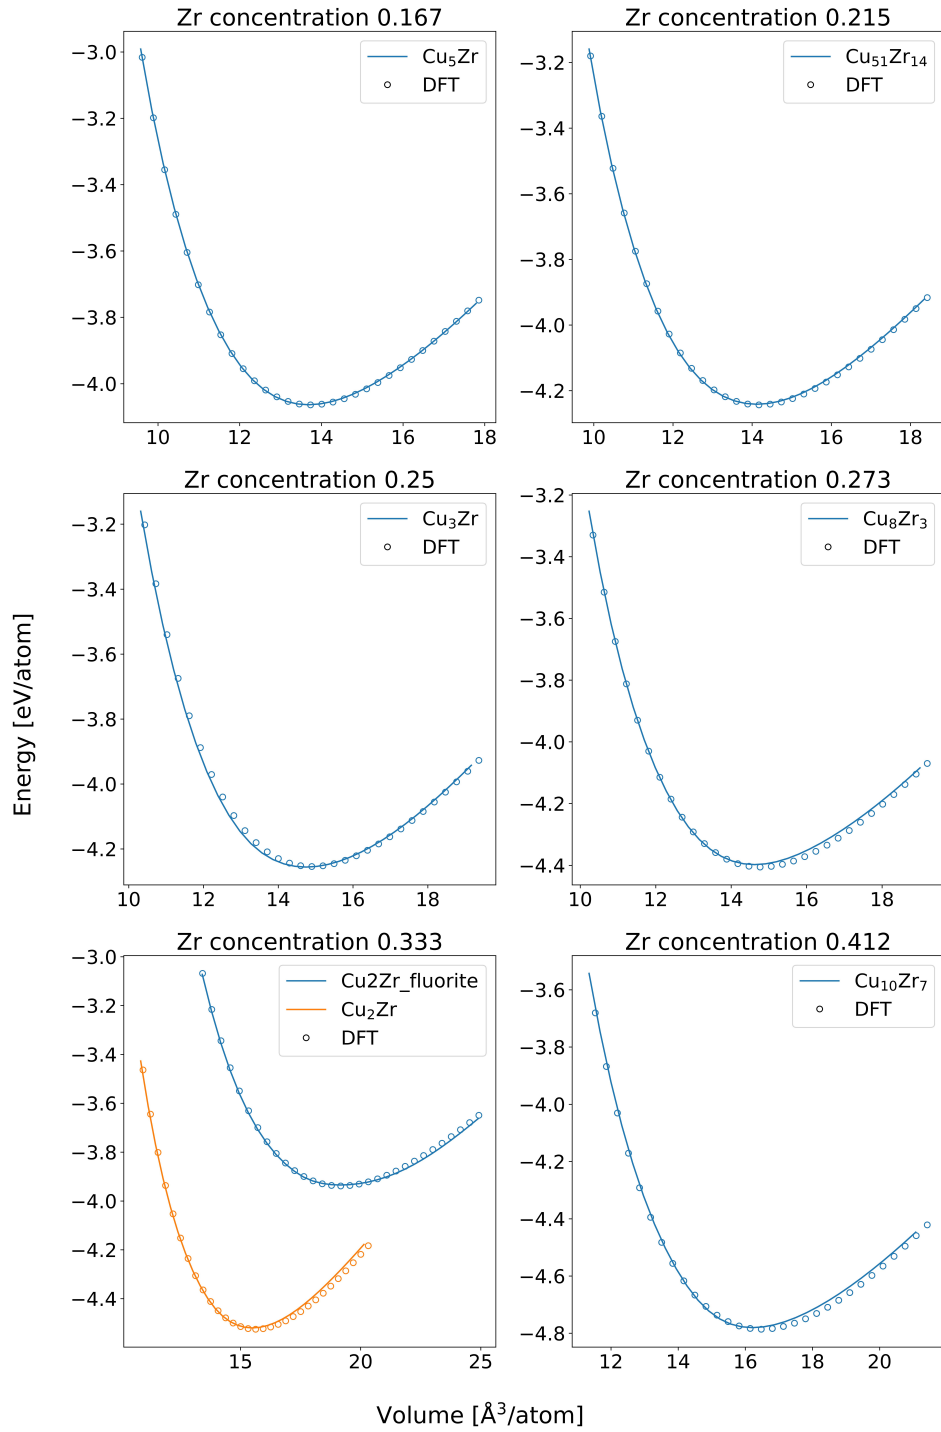 Zr concentration 0.167
−3.0
−3.2
−3.4
−3.6
−3.8
−4.0
10 12 14 16 18
Cu₅Zr
DFT
Zr concentration 0.215
−3.2
−3.4
−3.6
−3.8
−4.0
−4.2
10 12 14 16 18
Cu₅₁Zr₁₄
DFT
Zr concentration 0.25
−3.2
−3.4
−3.6
−3.8
−4.0
−4.2
10 12 14 16 18
Cu₃Zr
DFT
Zr concentration 0.273
−3.2
−3.4
−3.6
−3.8
−4.0
−4.2
−4.4
10 12 14 16 18
Cu₈Zr₃
DFT
Zr concentration 0.333
−3.0
−3.2
−3.4
−3.6
−3.8
−4.0
−4.2
−4.4
15 20 25
Cu2Zr_fluorite
Cu₂Zr
DFT
Zr concentration 0.412
−3.6
−3.8
−4.0
−4.2
−4.4
−4.6
−4.8
12 14 16 18 20
Cu₁₀Zr₇
DFT
Energy [eV/atom]
Volume [Å³/atom]